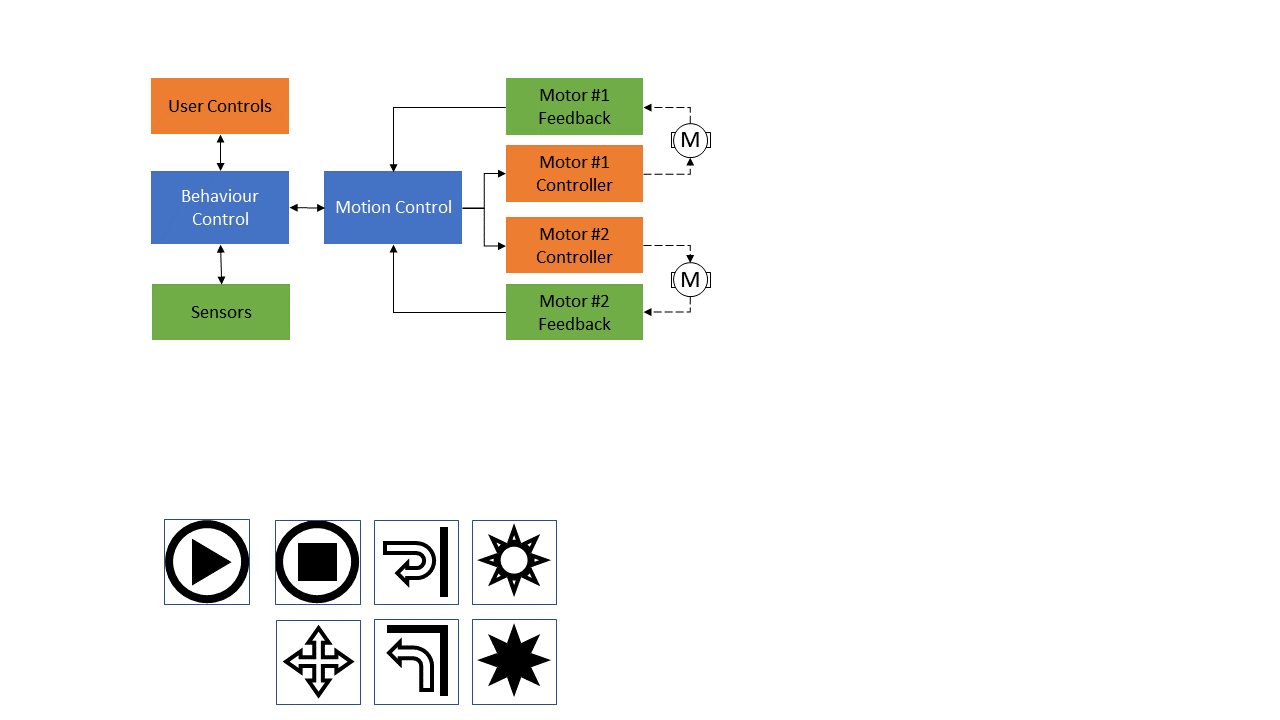 User Controls
Behaviour
Control
Sensors
Motion Control
Motor #1
Feedback
Motor #1
Controller
Motor #2
Controller
Motor #2
Feedback
M
M